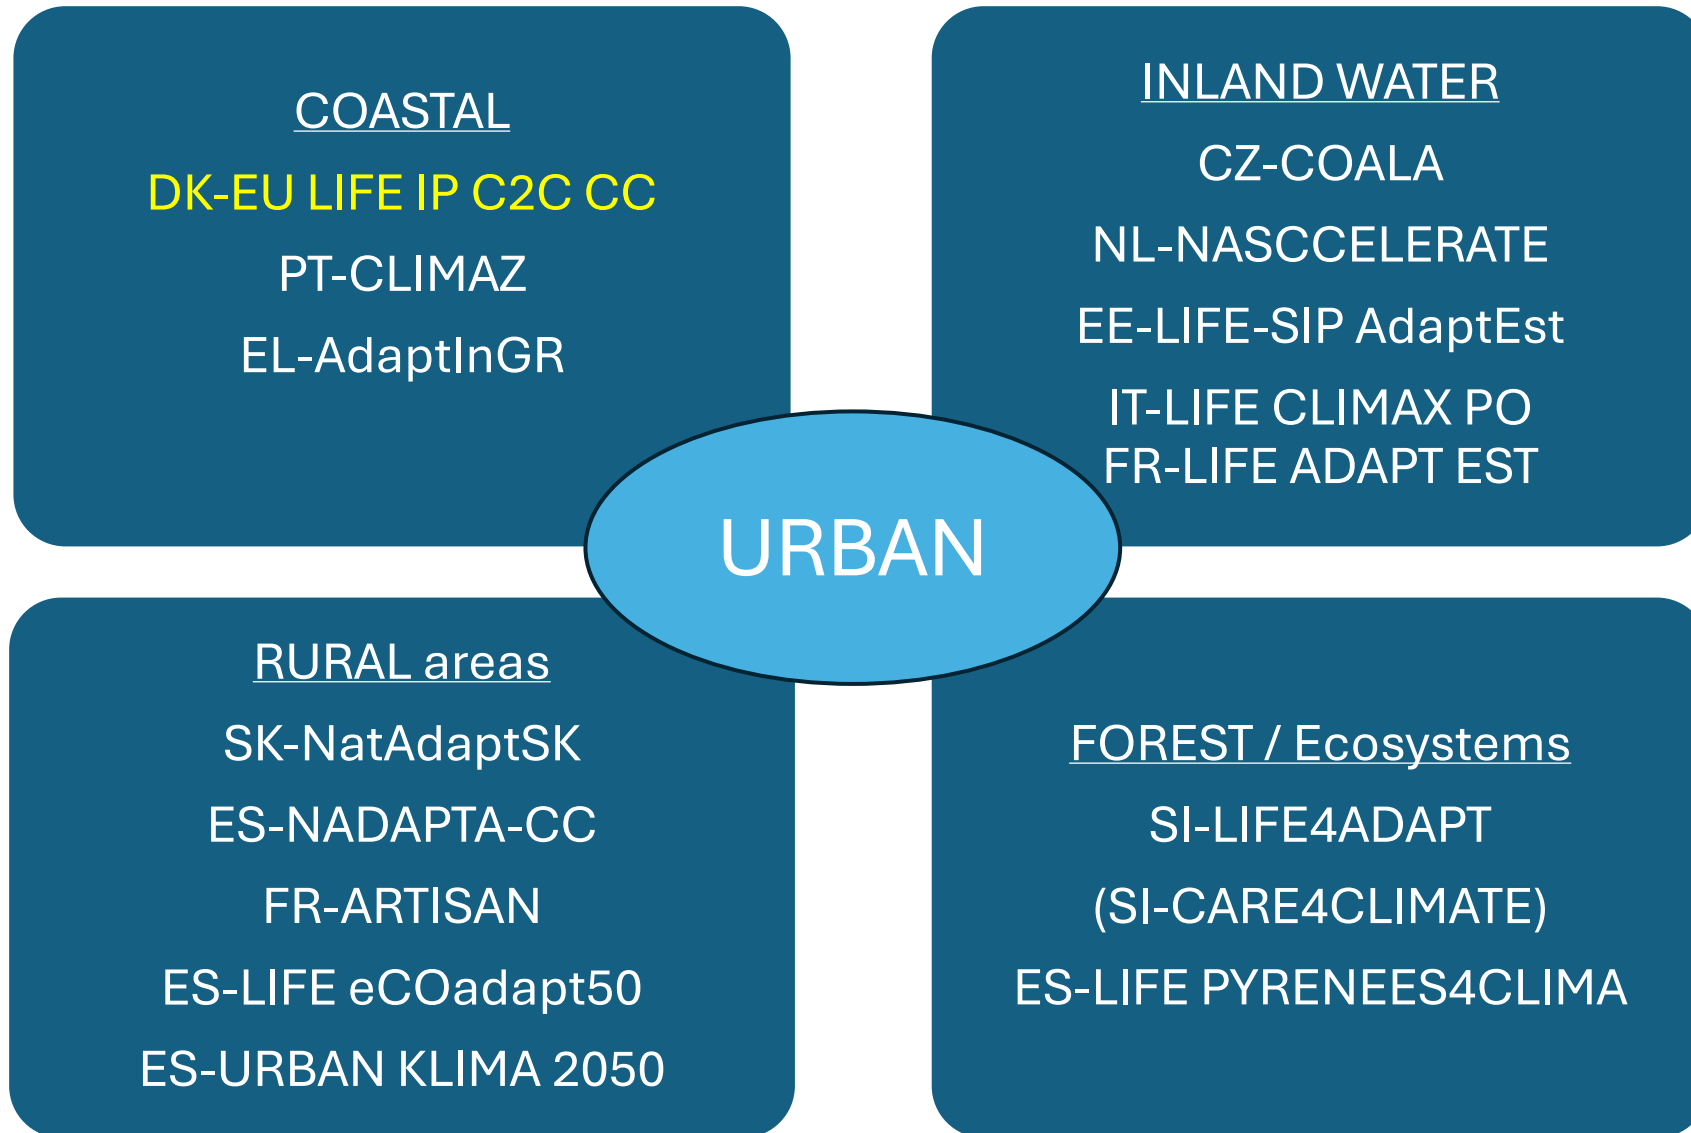 COASTAL
DK-EU LIFE IP C2C CC
PT-CLIMAZ
EL-AdaptInGR
INLAND WATER
CZ-COALA
NL-NASCCELERATE
EE-LIFE-SIP AdaptEst
IT-LIFE CLIMAX PO
FR-LIFE ADAPT EST
URBAN
RURAL areas
SK-NatAdaptSK
ES-NADAPTA-CC
FR-ARTISAN
ES-LIFE eCOadapt50
ES-URBAN KLIMA 2050
FOREST / Ecosystems
SI-LIFE4ADAPT
(SI-CARE4CLIMATE)
ES-LIFE PYRENEES4CLIMA